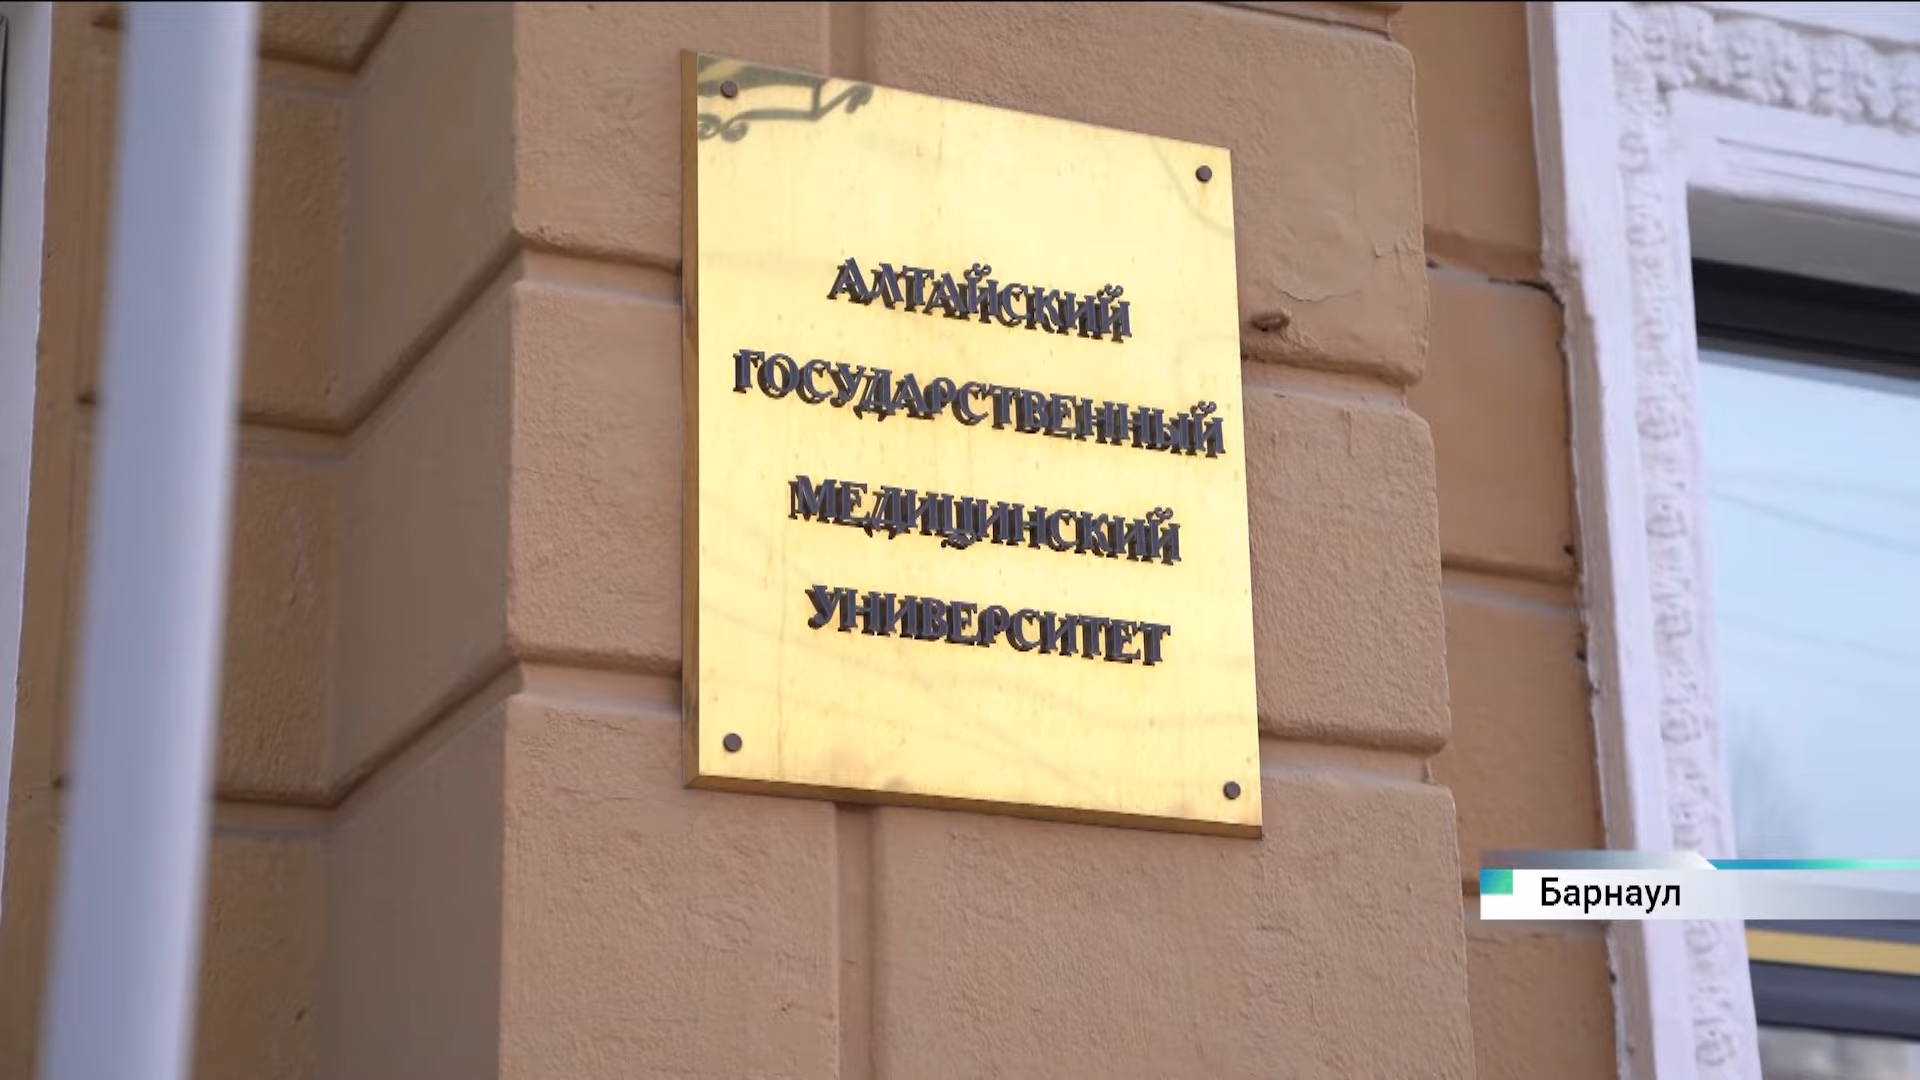 АЛТАЙСКИЙ
ГОСУДАРСТВЕННЫЙ
МЕДИЦИНСКИЙ
УНИВЕРСИТЕТ
Барнаул